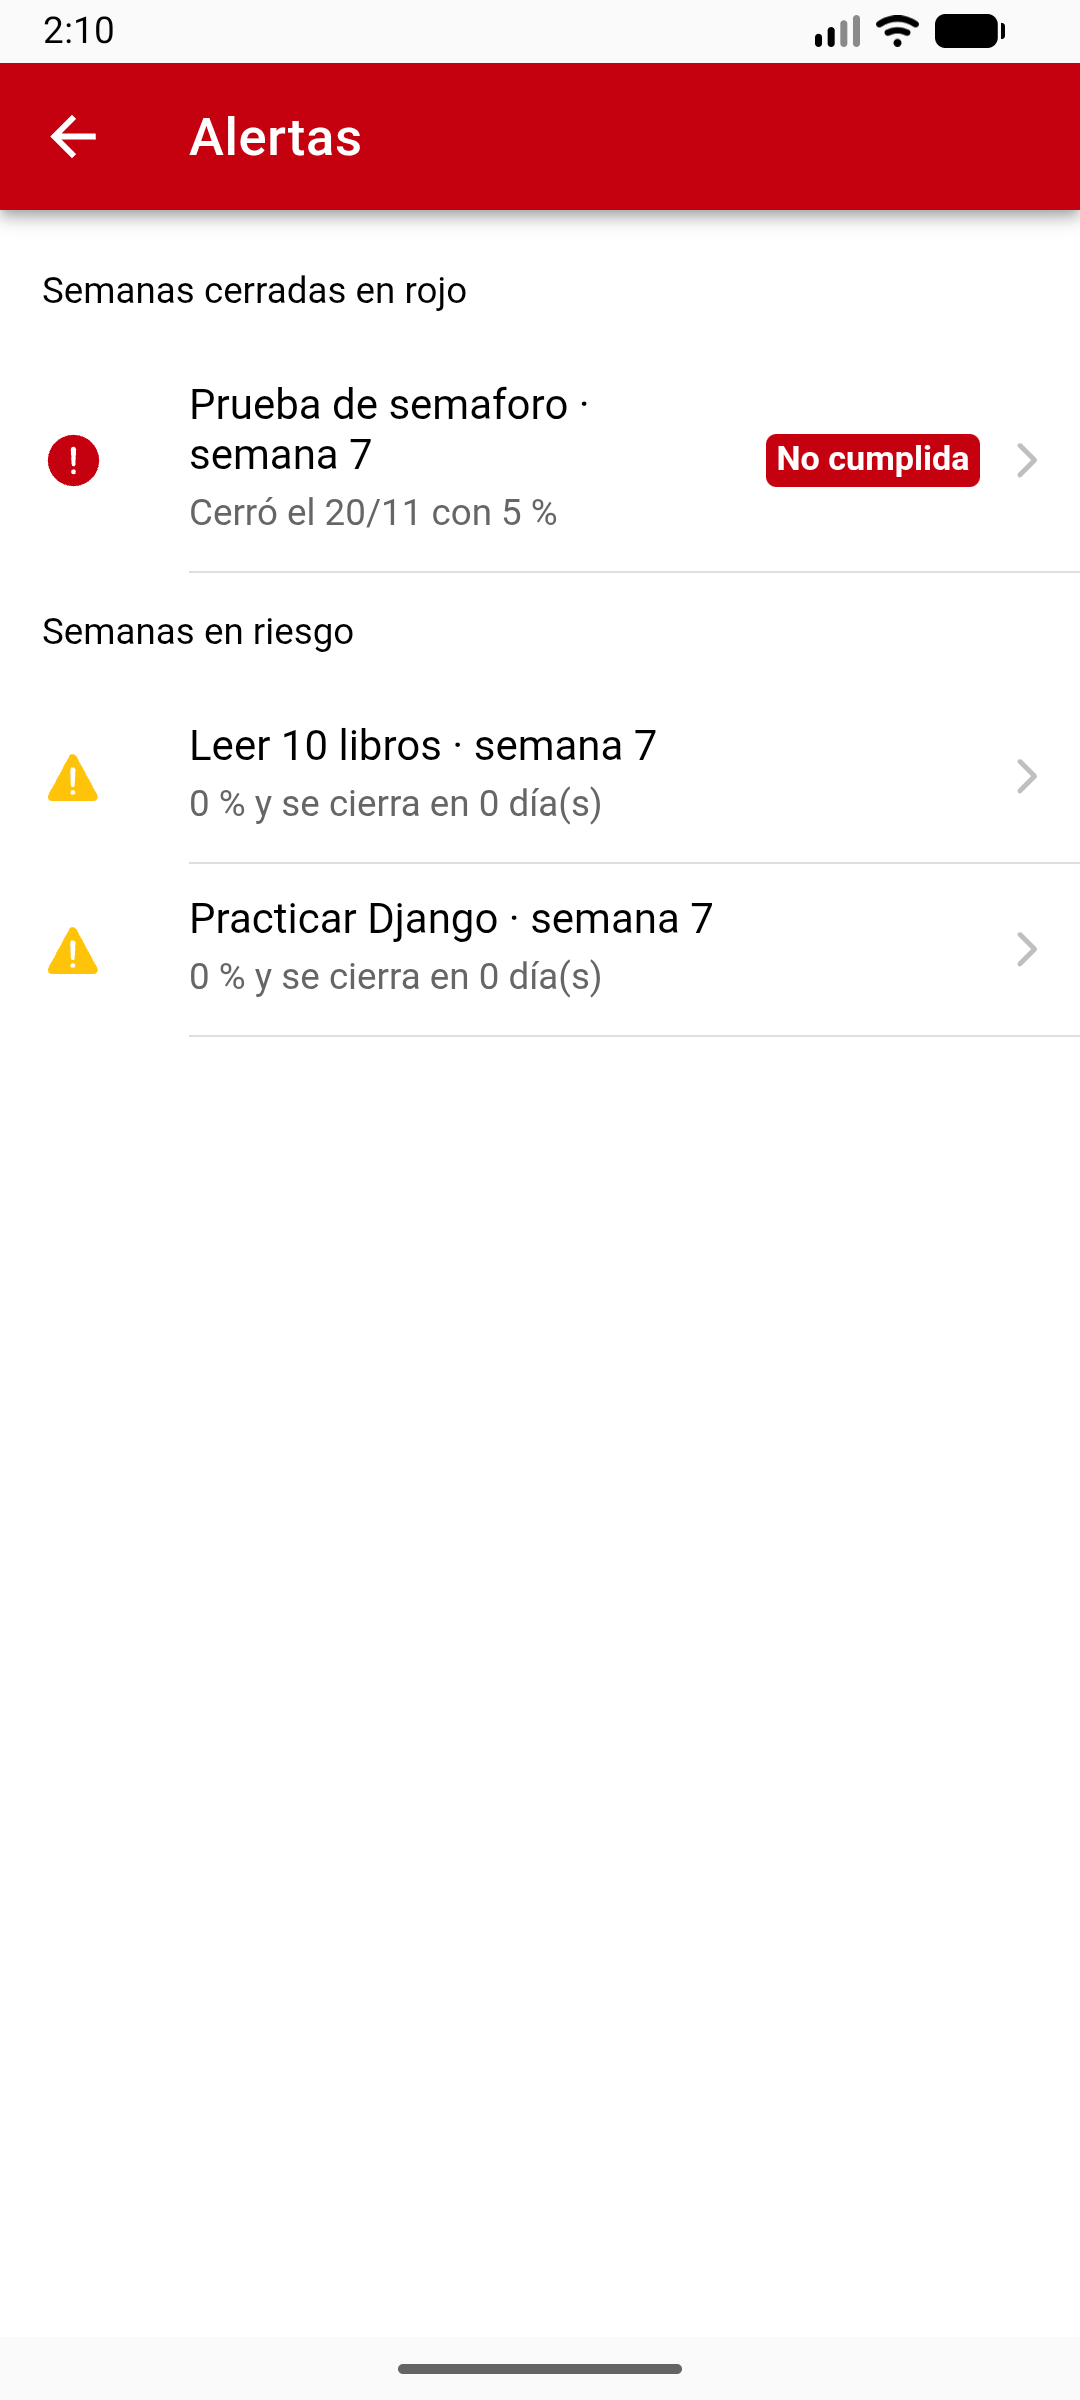 2:10
Alertas
Semanas cerradas en rojo
Prueba de semaforo ·
semana 7
No cumplida
Cerró el 20/11 con 5 %
Semanas en riesgo
Leer 10 libros · semana 7
0 % y se cierra en 0 día(s)
Practicar Django · semana 7
0 % y se cierra en 0 día(s)